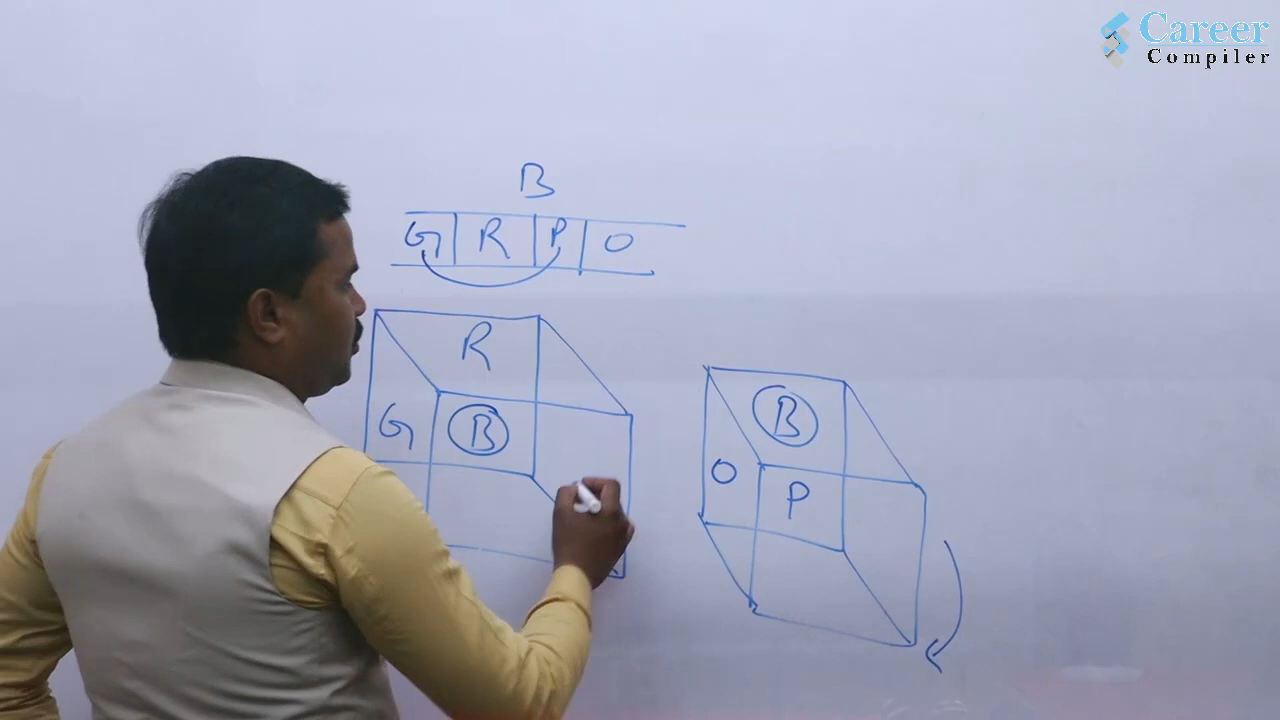 Career
Compiler
B
G R P O
R
G B
B
O P